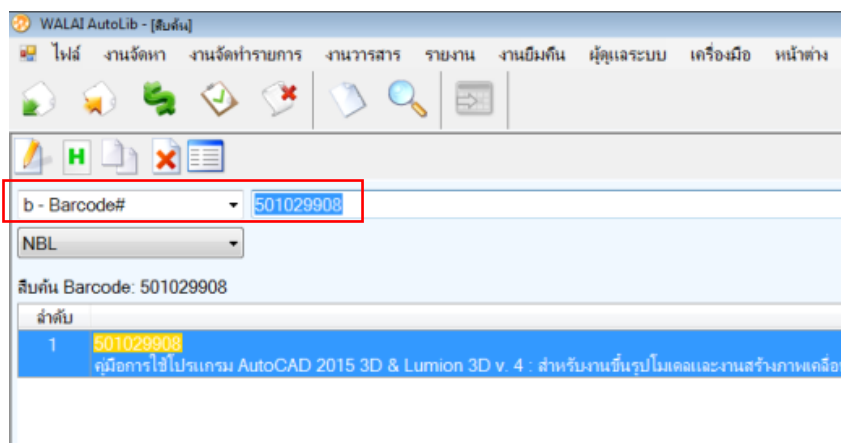 WALAI AutoLib - [สืบค้น]
ไฟล์ งานจัดหา งานจัดทำรายการ งานวารสาร รายงาน งานยืมคืน ผู้ดูแลระบบ เครื่องมือ หน้าต่าง
H
b - Barcode# 501029908
NBL
สืบค้น Barcode: 501029908
ลำดับ
1 501029908
คู่มือการใช้โปรแกรม AutoCAD 2015 3D & Lumion 3D v. 4 : สำหรับงานขึ้นรูปโมเดลและงานสร้างภาพเคลื่อ